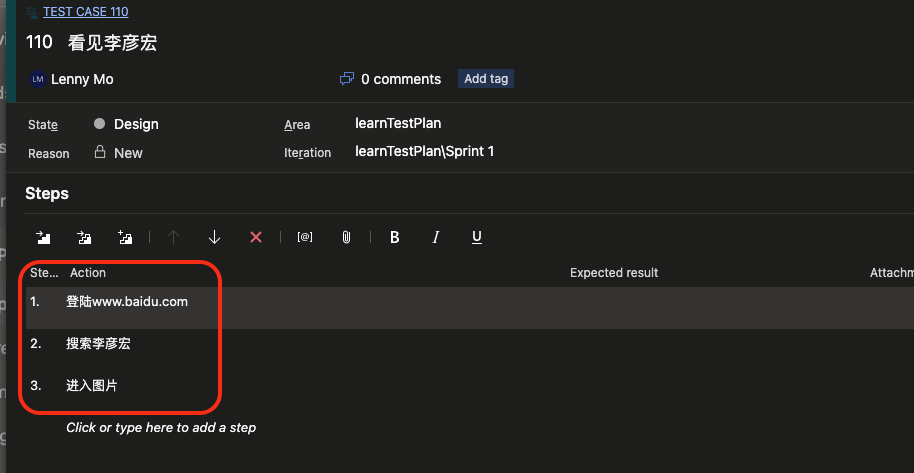 TEST CASE 110
110 看见李彦宏
LM Lenny Mo 0 comments Add tag
State Design Area learnTestPlan
Reason New Iteration learnTestPlan\Sprint 1
Steps
[@] B I U
Ste... Action Expected result Attachm
1. 登陆www.baidu.com
2. 搜索李彦宏
3. 进入图片
Click or type here to add a step